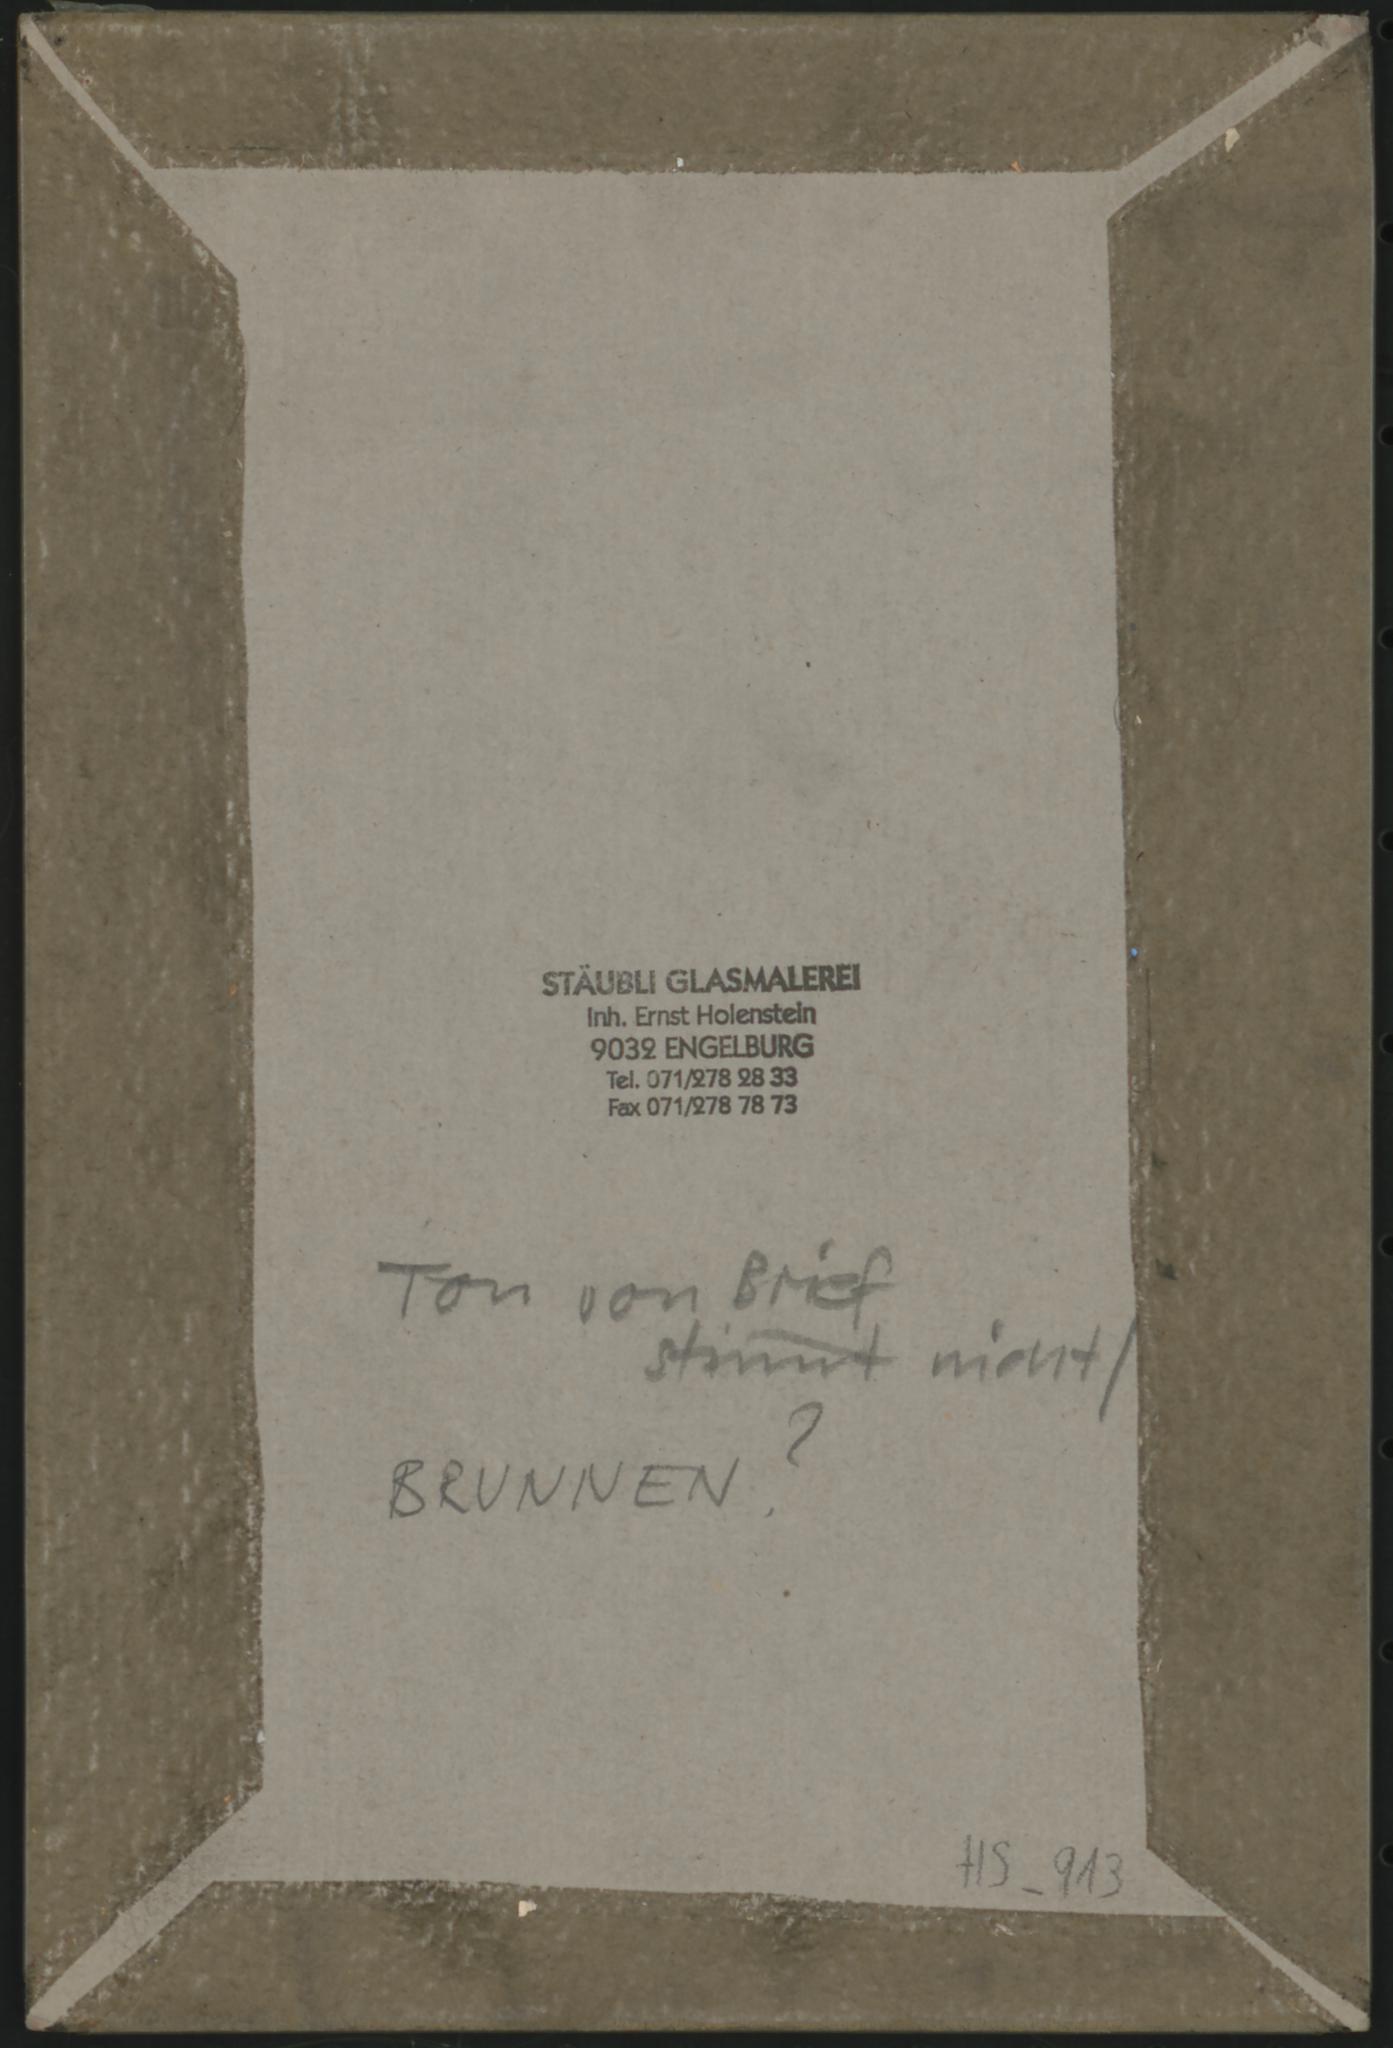 STÄUBLI GLASMALEREI
Inh. Ernst Holenstein
9032 ENGELBURG
Tel. 071/278 28 33
Fax 071/278 78 73
Ton von Brief
stimmt nicht!
BRUNNEN ?
HS_913